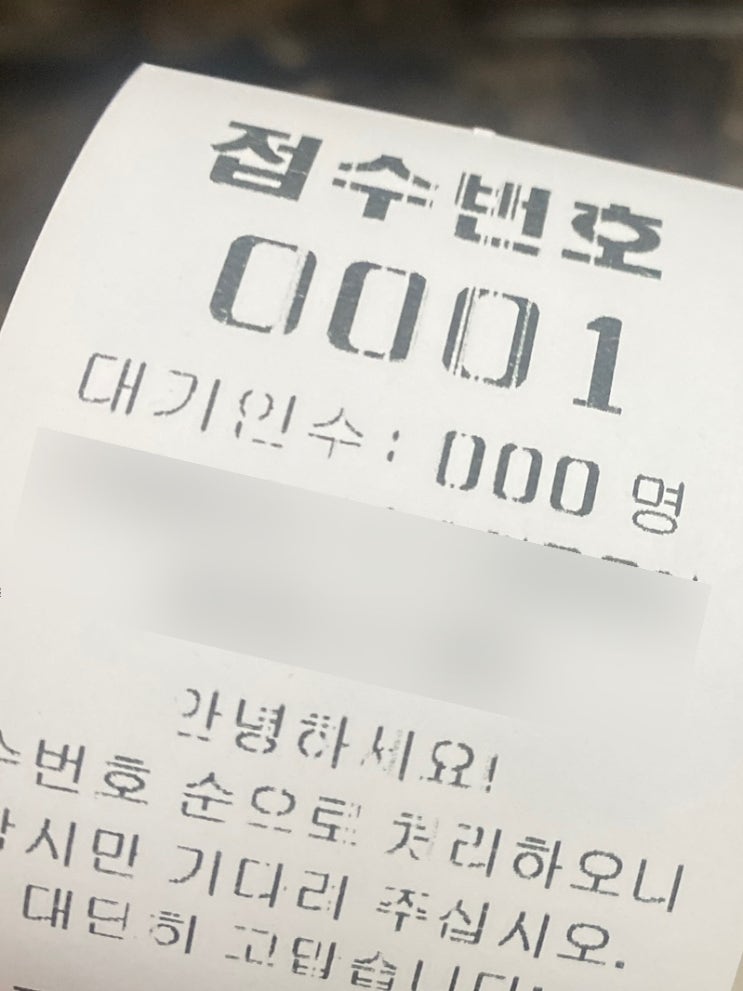 접수번호
0001
대기인수 : 000 명
안녕하세요!
수번호 순으로 처리하오니
잠시만 기다려 주십시오.
대단히 고맙습니다!